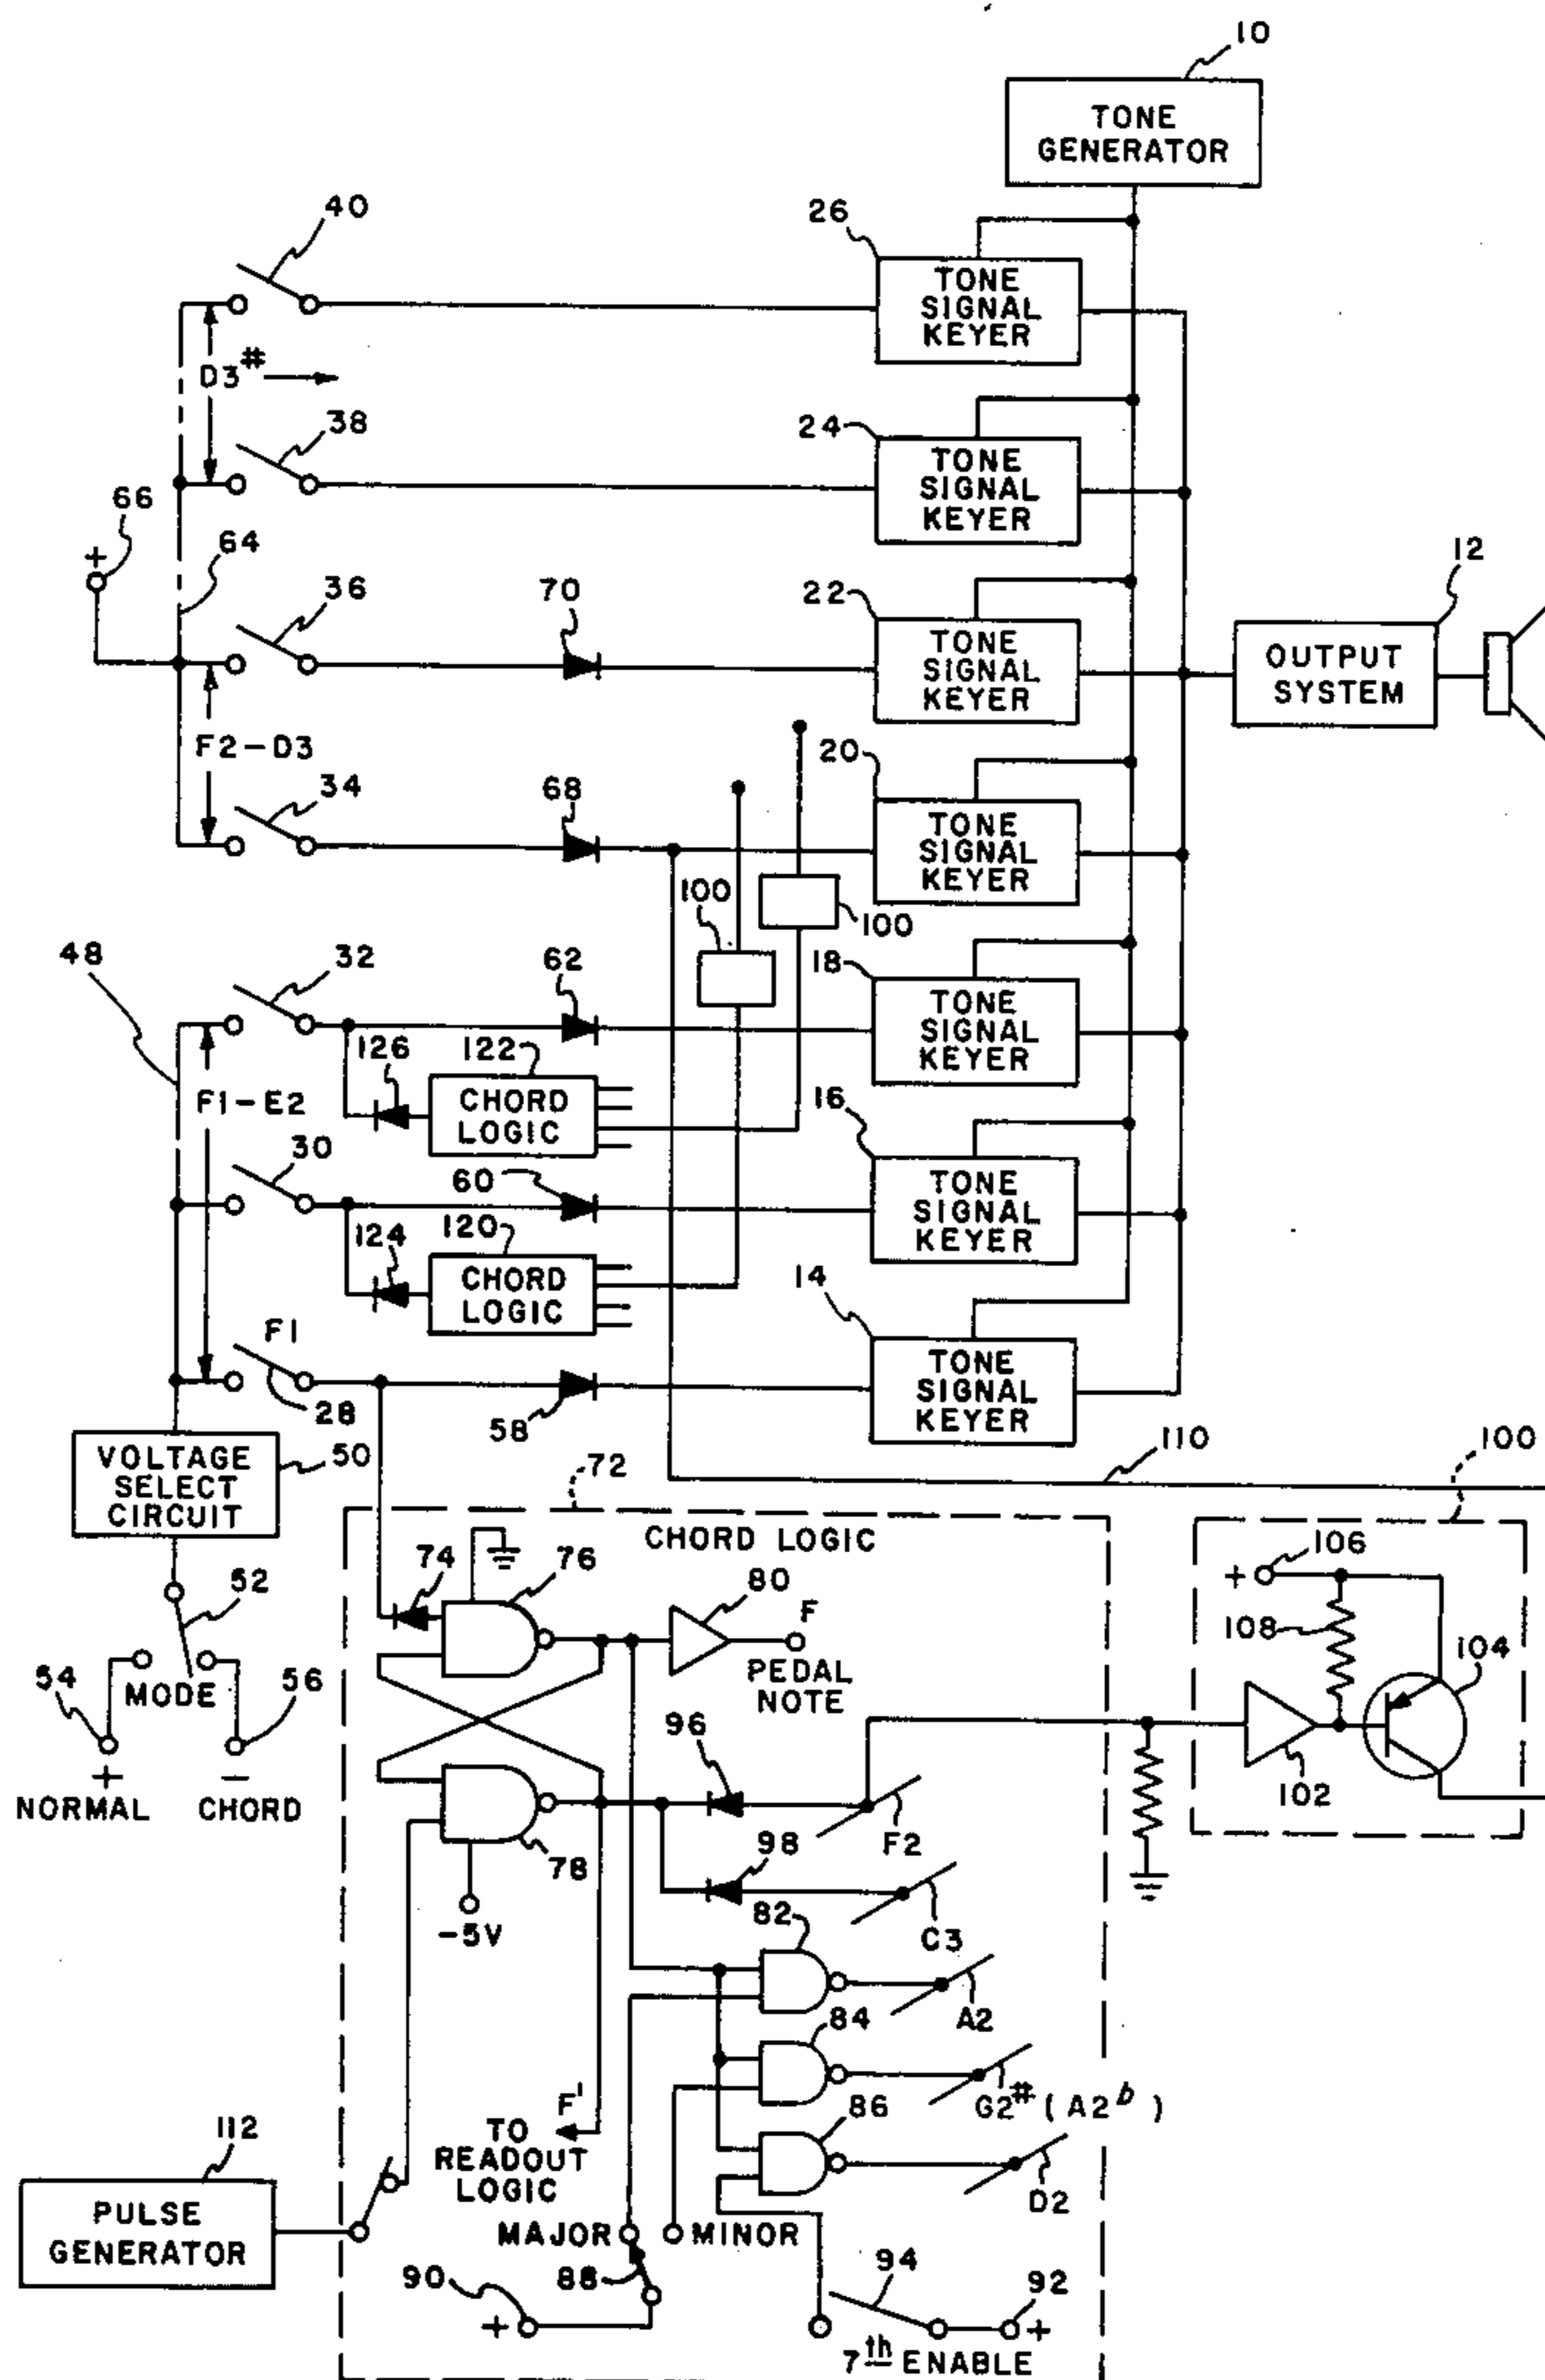 10
TONE
GENERATOR
40
26
TONE
SIGNAL
KEYER
D3#
38
24
TONE
SIGNAL
KEYER
66
+
64
36
70
22
TONE
SIGNAL
KEYER
12
OUTPUT
SYSTEM
F2-D3
34
68
20
TONE
SIGNAL
KEYER
100
100
48
32
62
18
TONE
SIGNAL
KEYER
126
122
CHORD
LOGIC
F1-E2
30
60
16
TONE
SIGNAL
KEYER
124
120
CHORD
LOGIC
14
TONE
SIGNAL
KEYER
F1
28
58
VOLTAGE
SELECT
CIRCUIT
50
72
110
100
CHORD LOGIC
74
76
80
F
PEDAL
NOTE
106
+
108
104
102
52
54
MODE
56
+
NORMAL
-
CHORD
96
F2
78
-5V
98
C3
82
A2
84
G2# (A2b)
86
D2
F'
TO
READOUT
LOGIC
112
PULSE
GENERATOR
MAJOR
MINOR
88
90
+
94
92
+
7th ENABLE